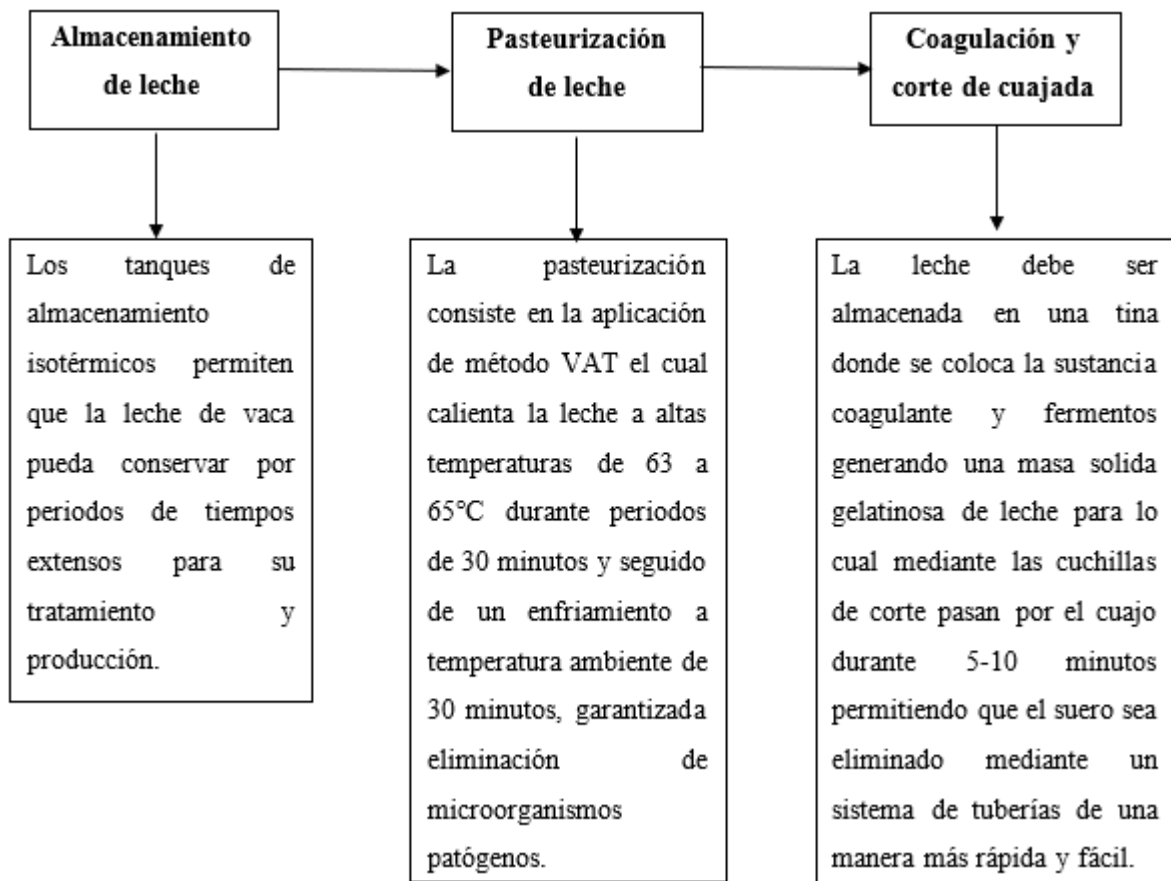 Almacenamiento
de leche
Pasteurización
de leche
Coagulación y
corte de cuajada
Los tanques de
almacenamiento
isotérmicos permiten
que la leche de vaca
pueda conservar por
periodos de tiempos
extensos para su
tratamiento y
producción.
La pasteurización
consiste en la aplicación
de método VAT el cual
calienta la leche a altas
temperaturas de 63 a
65°C durante periodos
de 30 minutos y seguido
de un enfriamiento a
temperatura ambiente de
30 minutos, garantizada
eliminación de
microorganismos
patógenos.
La leche debe ser
almacenada en una tina
donde se coloca la sustancia
coagulante y fermentos
generando una masa solida
gelatinosa de leche para lo
cual mediante las cuchillas
de corte pasan por el cuajo
durante 5-10 minutos
permitiendo que el suero sea
eliminado mediante un
sistema de tuberías de una
manera más rápida y fácil.